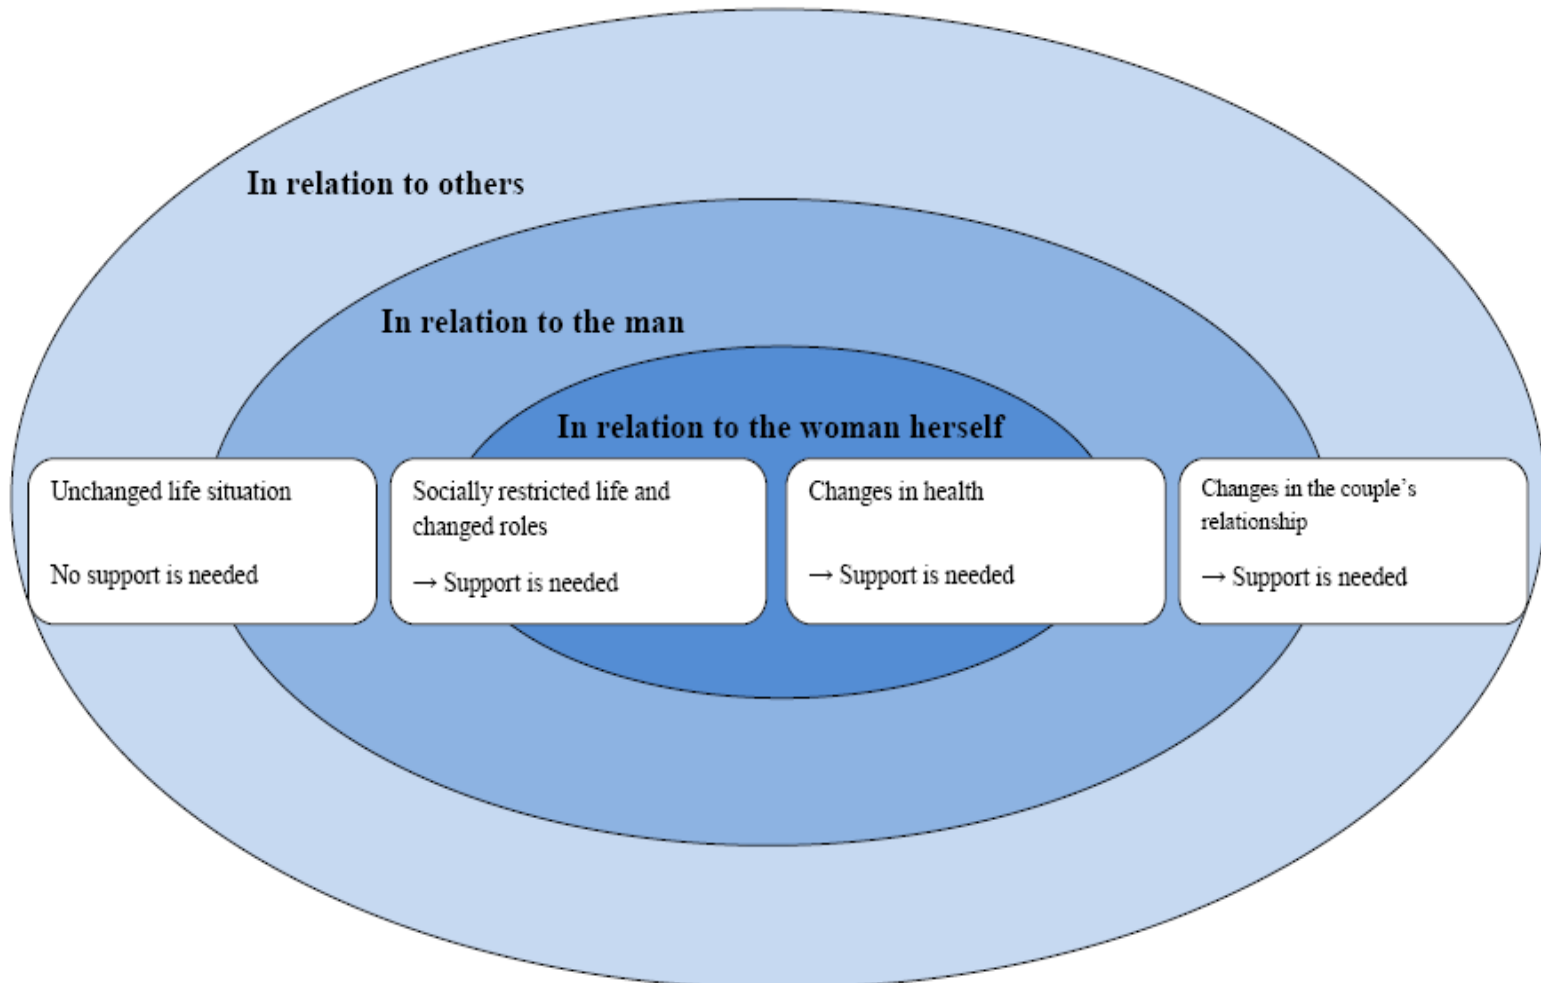 In relation to others
In relation to the man
In relation to the woman herself
Unchanged life situation
No support is needed
Socially restricted life and
changed roles
→ Support is needed
Changes in health
→ Support is needed
Changes in the couple’s
relationship
→ Support is needed